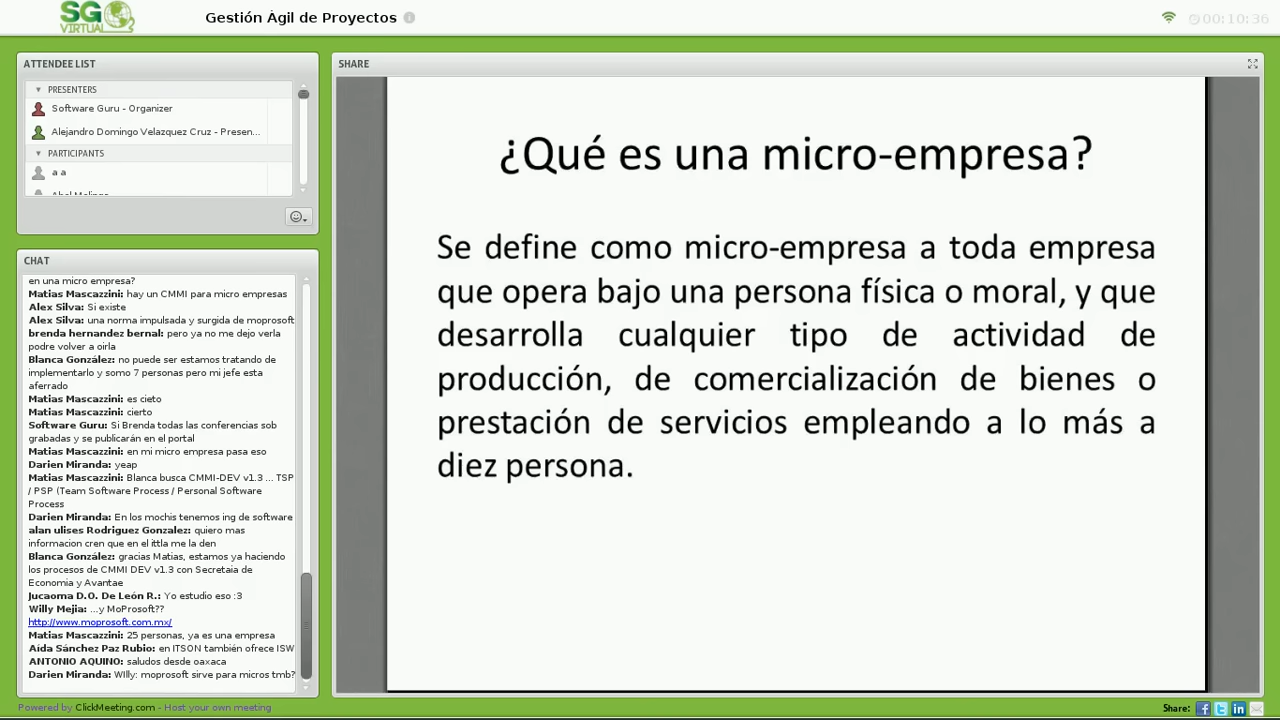 SG
VIRTUAL
Gestión Ágil de Proyectos
00:10:36
ATTENDEE LIST
PRESENTERS
Software Guru - Organizer
Alejandro Domingo Velazquez Cruz - Presen...
PARTICIPANTS
a a
CHAT
en una micro empresa?
Matias Mascazzini: hay un CMMI para micro empresas
Alex Silva: Si existe
Alex Silva: una norma impulsada y surgida de moprosoft
brenda hernandez bernal: pero ya no me dejo verla
podre volver a oirla
Blanca González: no puede ser estamos tratando de
implementarlo y somo 7 personas pero mi jefe esta
aferrado
Matias Mascazzini: es cieto
Matias Mascazzini: cierto
Software Guru: Si Brenda todas las conferencias sob
grabadas y se publicarán en el portal
Matias Mascazzini: en mi micro empresa pasa eso
Darien Miranda: yeap
Matias Mascazzini: Blanca busca CMMI-DEV v1.3 ... TSP
/ PSP (Team Software Process / Personal Software
Process
Darien Miranda: En los mochis tenemos ing de software
alan ulises Rodriguez Gonzalez: quiero mas
informacion cren que en el ittla me la den
Blanca González: gracias Matias, estamos ya haciendo
los procesos de CMMI DEV v1.3 con Secretaia de
Economia y Avantae
Jucaoma D.O. De León R.: Yo estudio eso :3
Willy Mejia: ...y MoProsoft??
http://www.moprosoft.com.mx/
Matias Mascazzini: 25 personas, ya es una empresa
Aída Sánchez Paz Rubio: en ITSON también ofrece ISW
ANTONIO AQUINO: saludos desde oaxaca
Darien Miranda: WIlly: moprosoft sirve para micros tmb?
SHARE
¿Qué es una micro-empresa?
Se define como micro-empresa a toda empresa
que opera bajo una persona física o moral, y que
desarrolla cualquier tipo de actividad de
producción, de comercialización de bienes o
prestación de servicios empleando a lo más a
diez persona.
Powered by ClickMeeting.com - Host your own meeting
Share: